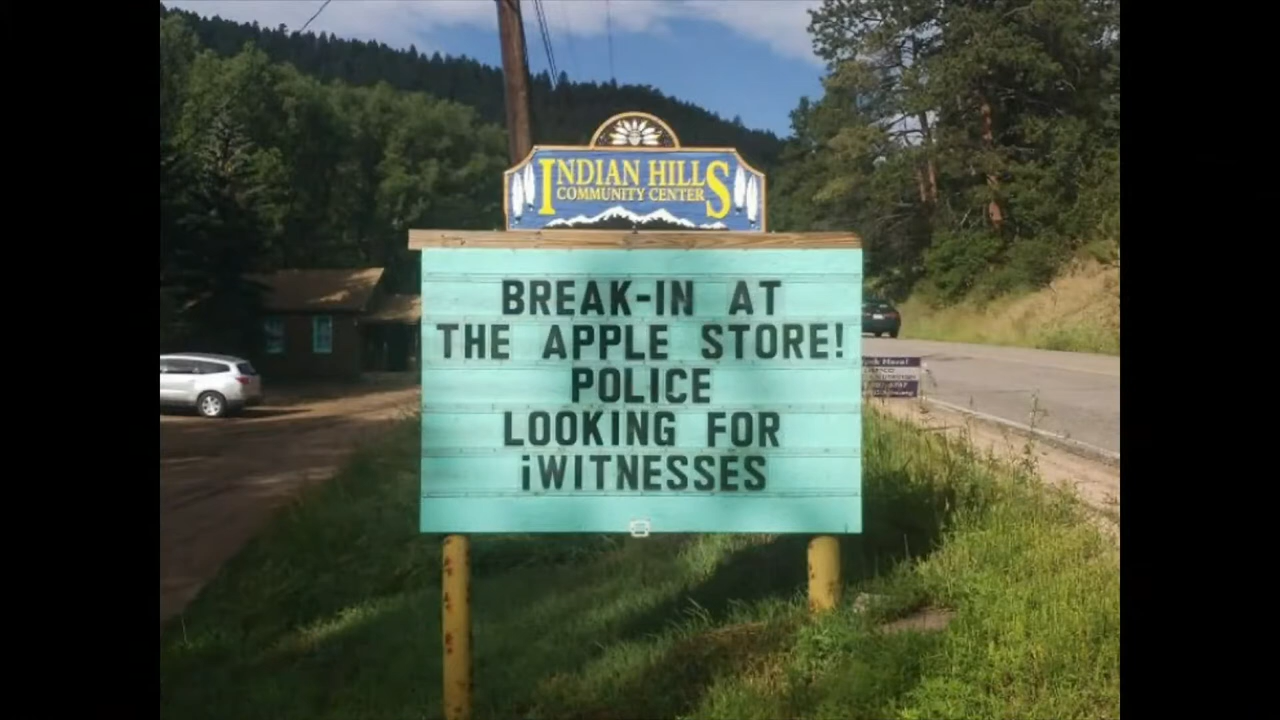 INDIAN HILLS
COMMUNITY CENTER
BREAK-IN AT
THE APPLE STORE!
POLICE
LOOKING FOR
iWITNESSES